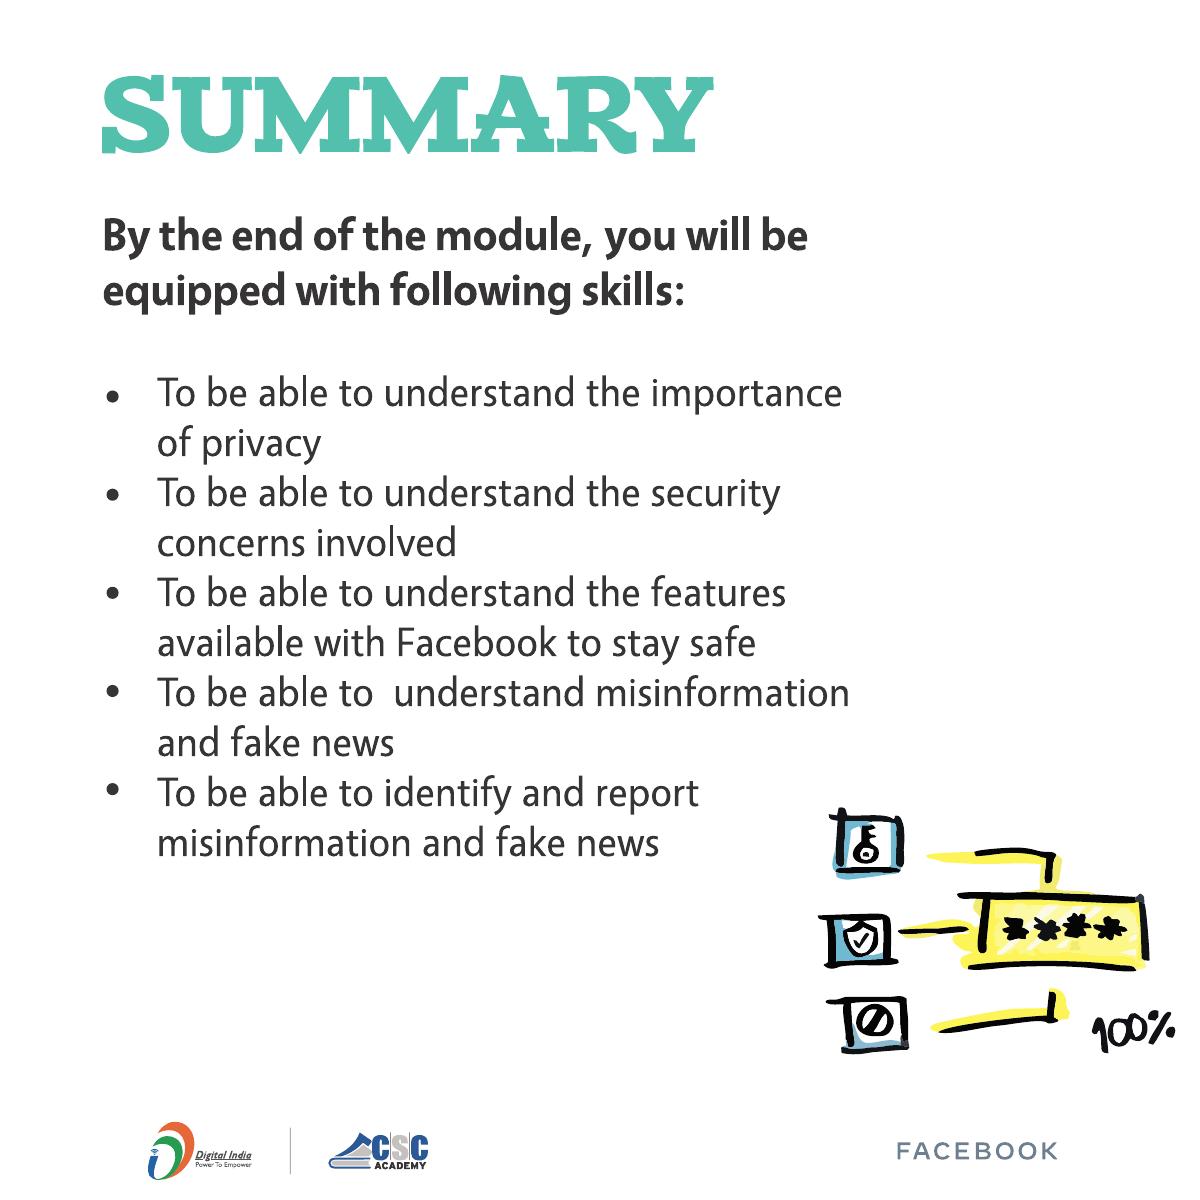 SUMMARY
By the end of the module, you will be
equipped with following skills:
• To be able to understand the importance
of privacy
• To be able to understand the security
concerns involved
• To be able to understand the features
available with Facebook to stay safe
• To be able to  understand misinformation
and fake news
• To be able to identify and report
misinformation and fake news
****
100%
Digital India
Power To Empower
CSC
ACADEMY
FACEBOOK